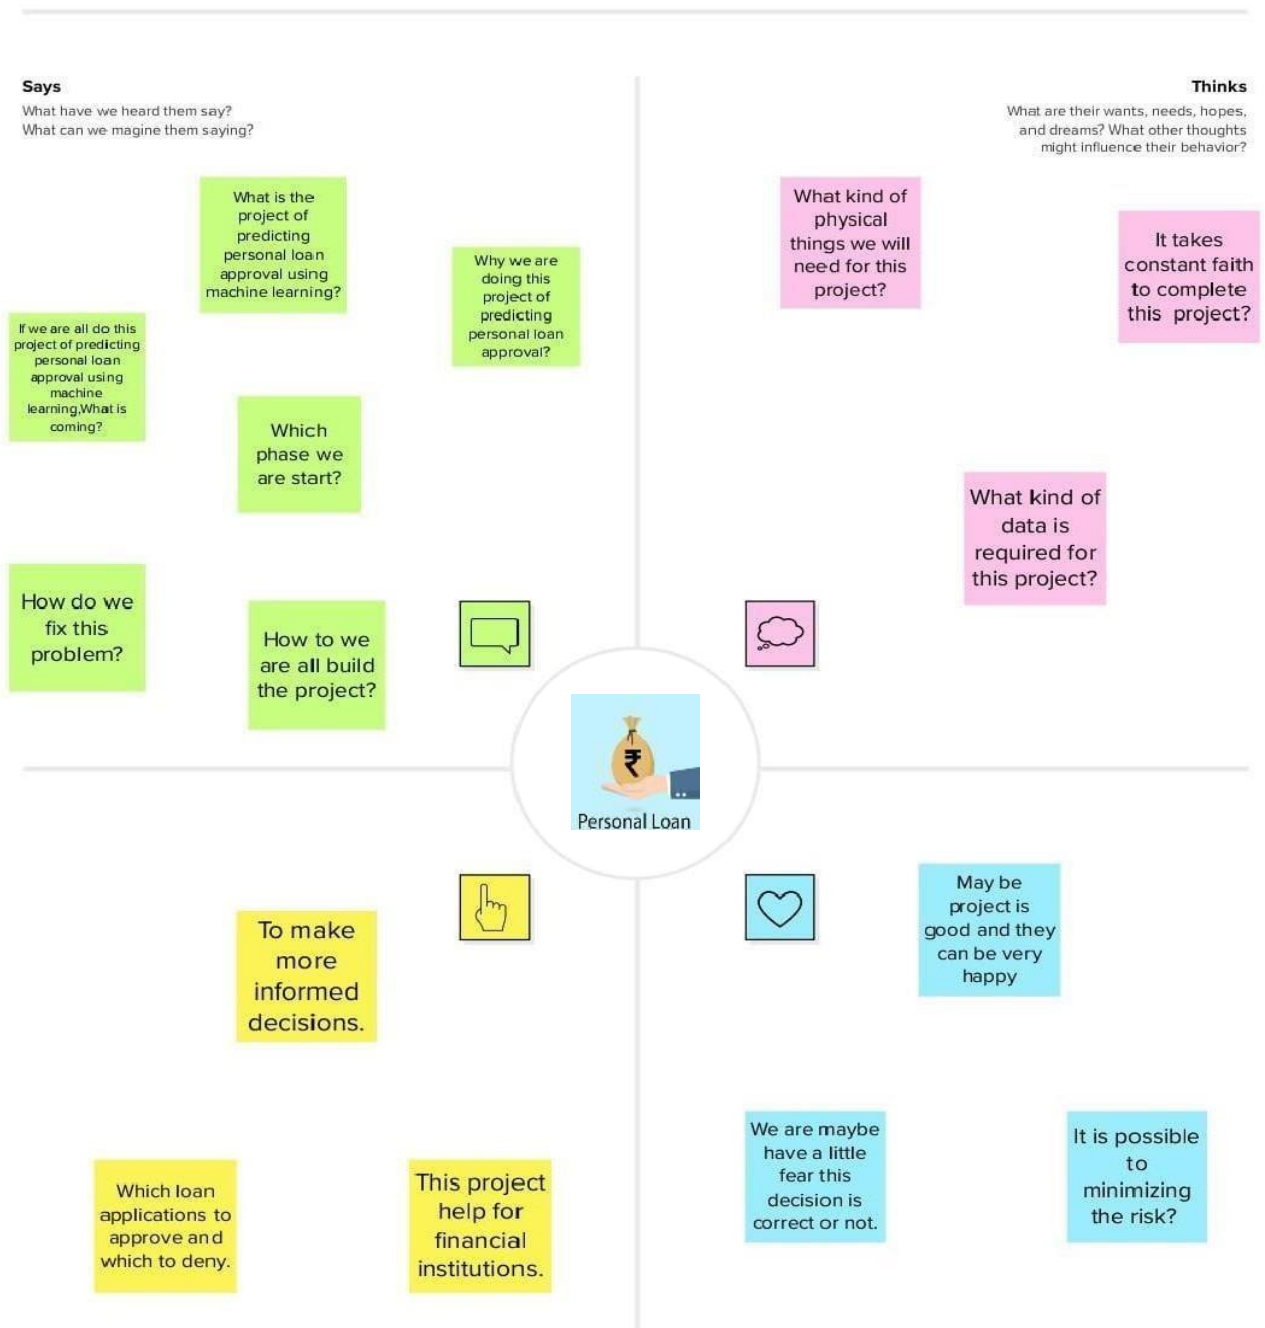 Says
What have we heard them say?
What can we magine them saying?
Thinks
What are their wants, needs, hopes,
and dreams? What other thoughts
might influence their behavior?
What is the
project of
predicting
personal loan
approval using
machine learning?
Why we are
doing this
project of
predicting
personal loan
approval?
If we are all do this
project of predicting
personal loan
approval using
machine
learning,What is
coming?
Which
phase we
are start?
How do we
fix this
problem?
How to we
are all build
the project?
What kind of
physical
things we will
need for this
project?
It takes
constant faith
to complete
this project?
What kind of
data is
required for
this project?
₹
Personal Loan
To make
more
informed
decisions.
Which loan
applications to
approve and
which to deny.
This project
help for
financial
institutions.
May be
project is
good and they
can be very
happy
We are maybe
have a little
fear this
decision is
correct or not.
It is possible
to
minimizing
the risk?